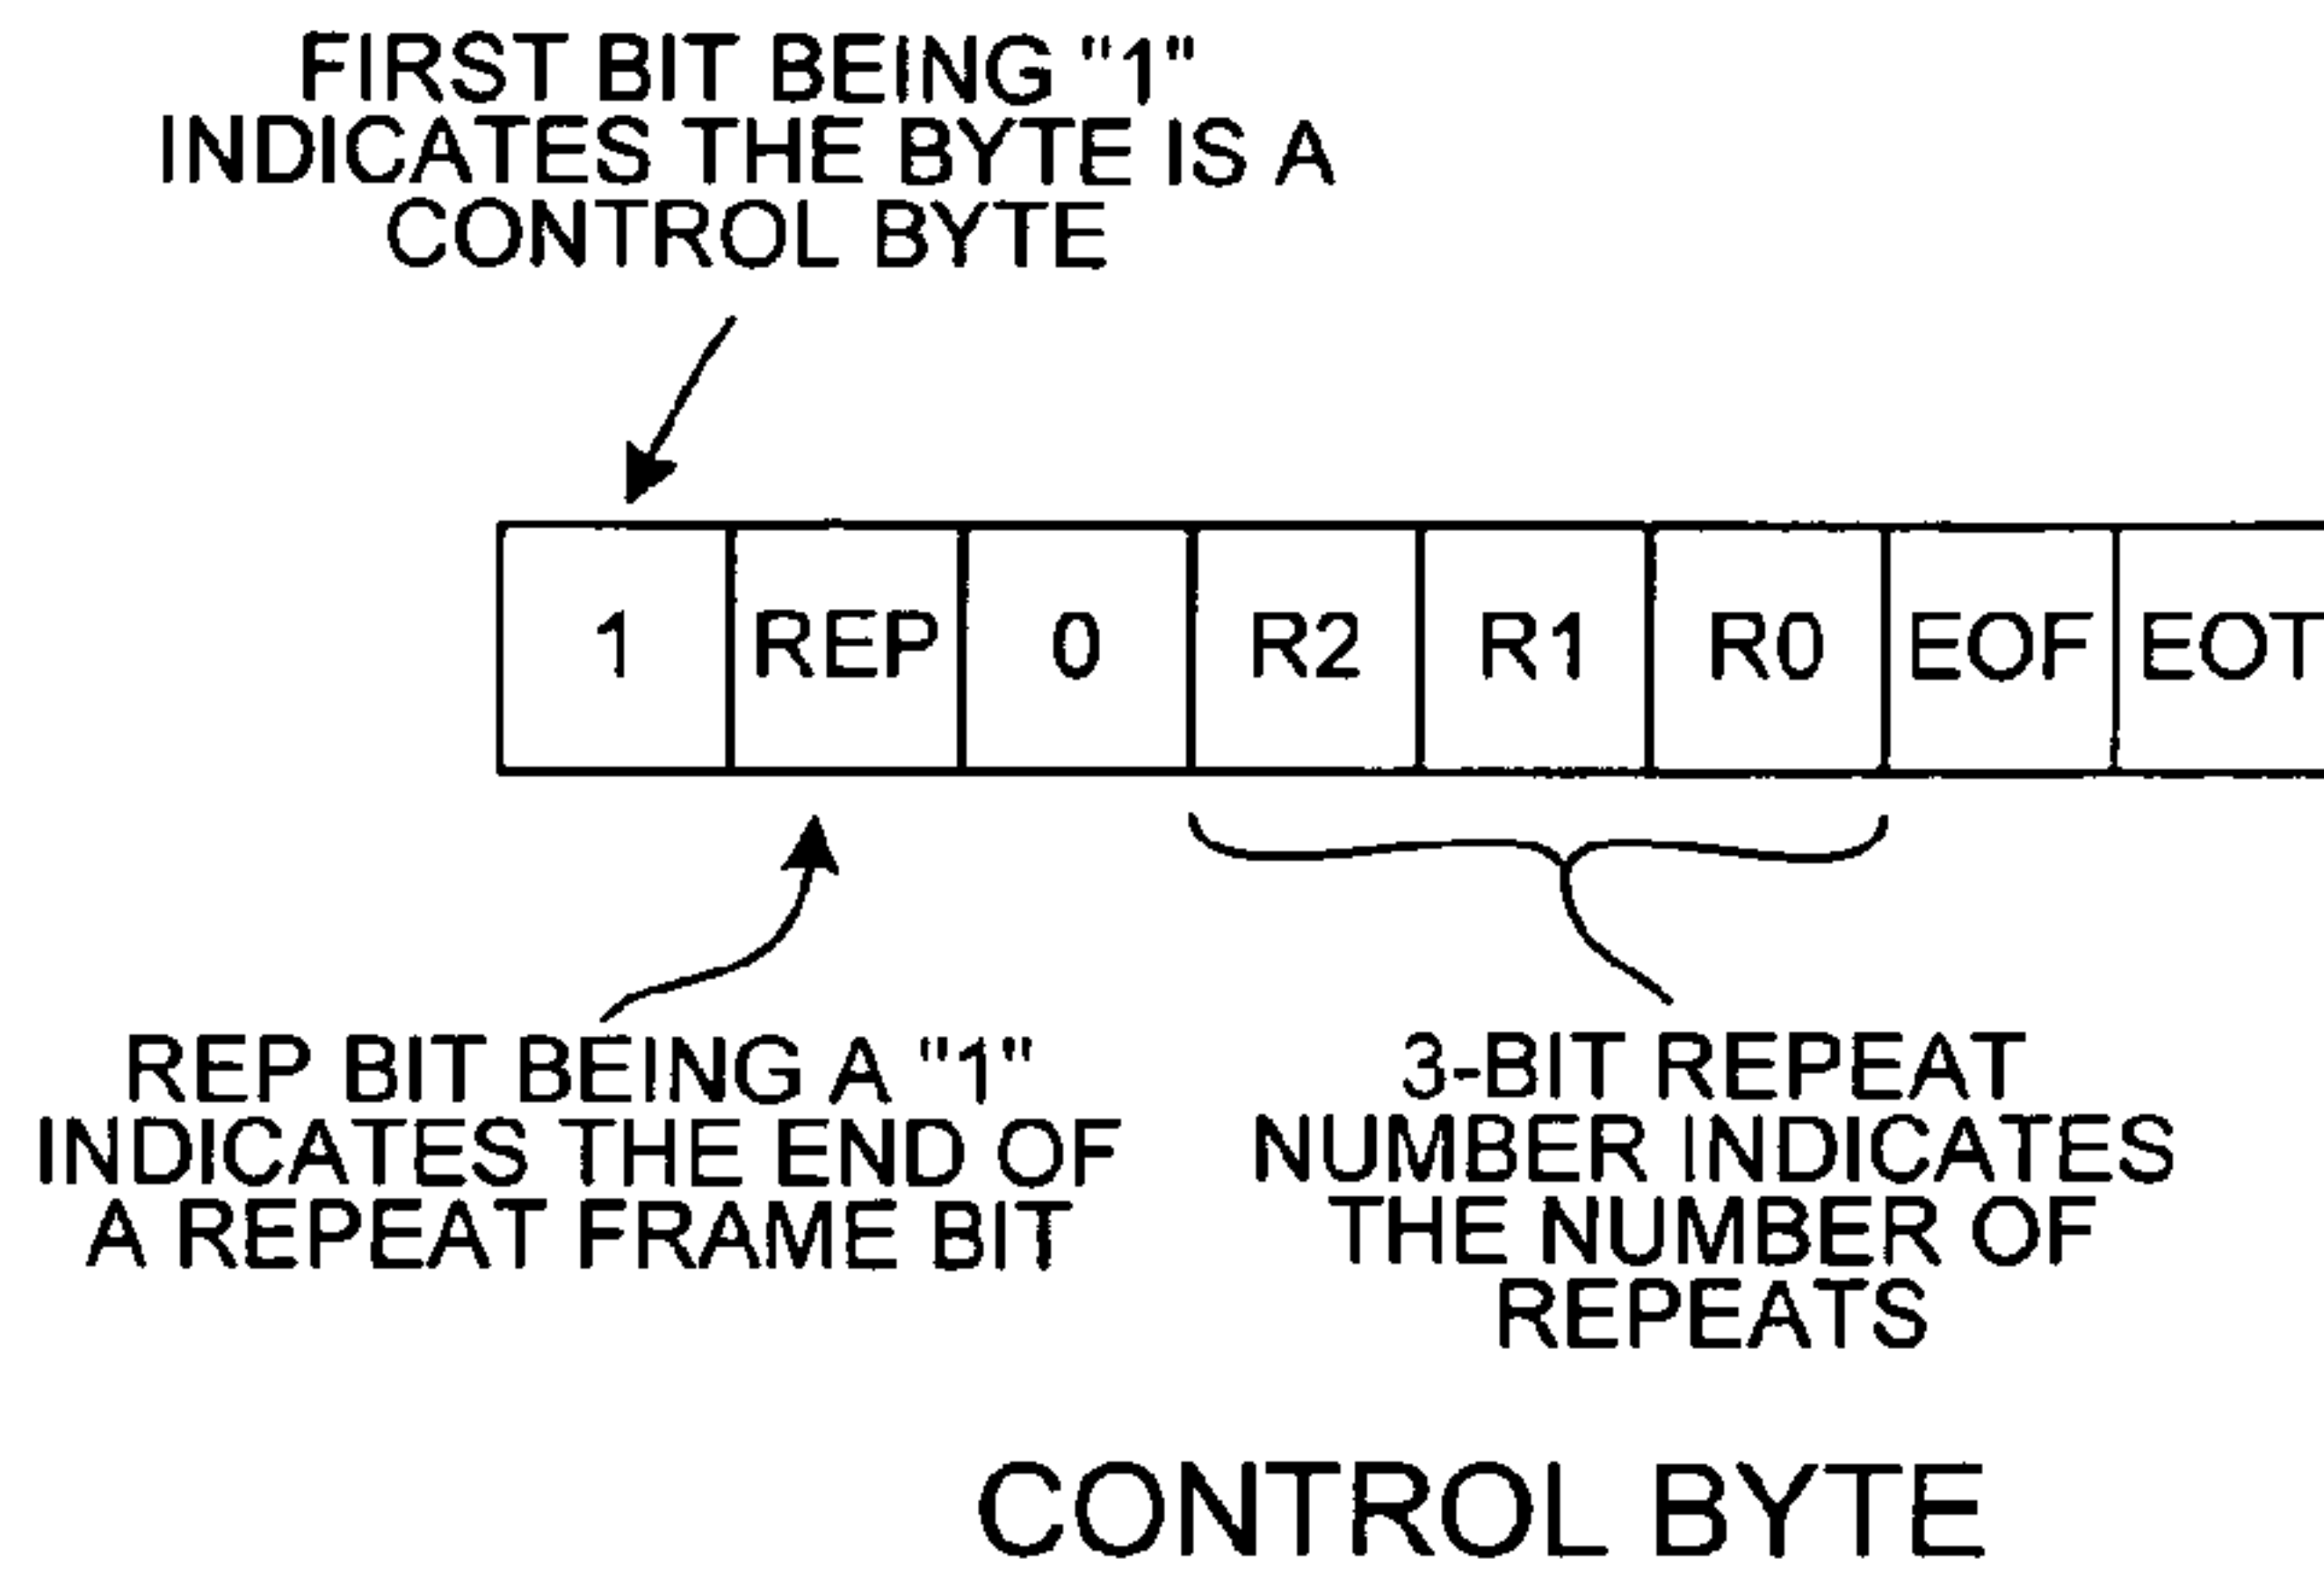 FIRST BIT BEING "1"
INDICATES THE BYTE IS A
CONTROL BYTE
1 REP 0 R2 R1 R0 EOF EOT
REP BIT BEING A "1"
INDICATES THE END OF
A REPEAT FRAME BIT
3-BIT REPEAT
NUMBER INDICATES
THE NUMBER OF
REPEATS
CONTROL BYTE